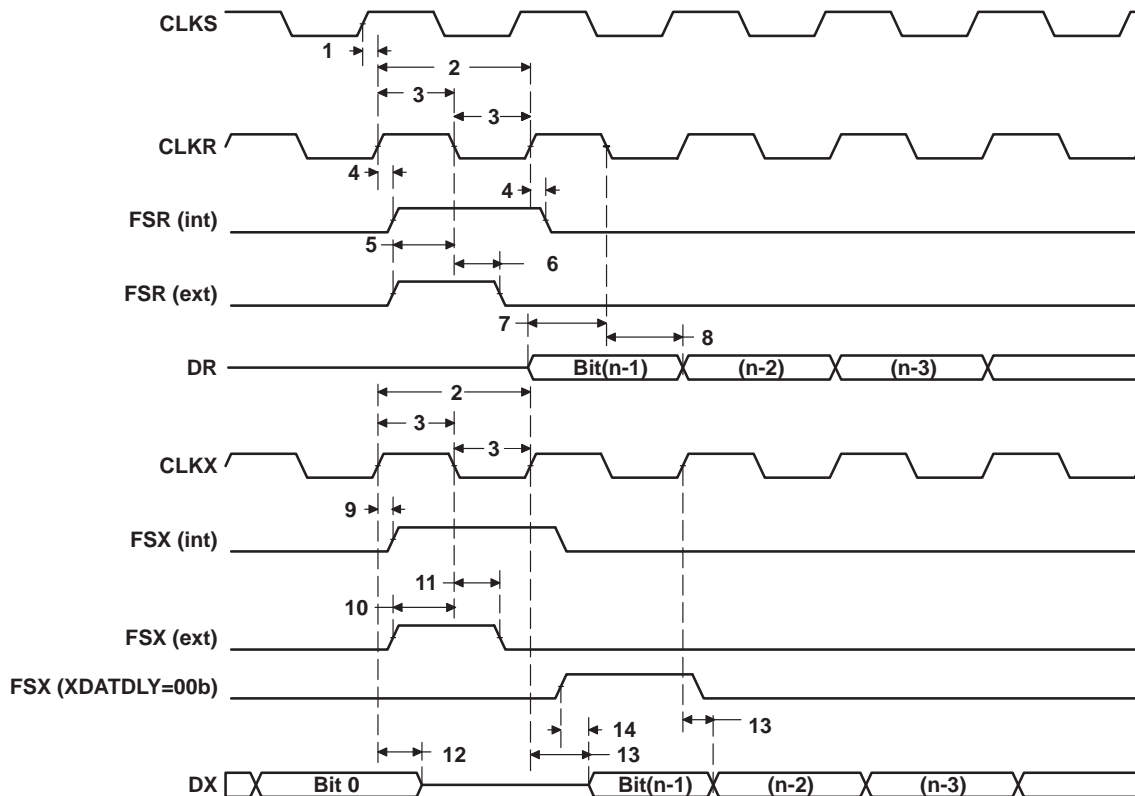 CLKS
1
2
3
3
CLKR
4
4
FSR (int)
5
6
FSR (ext)
7
8
DR
Bit(n-1)
(n-2)
(n-3)
2
3
3
CLKX
9
FSX (int)
11
10
FSX (ext)
FSX (XDATDLY=00b)
14
13
12
13
DX
Bit 0
Bit(n-1)
(n-2)
(n-3)